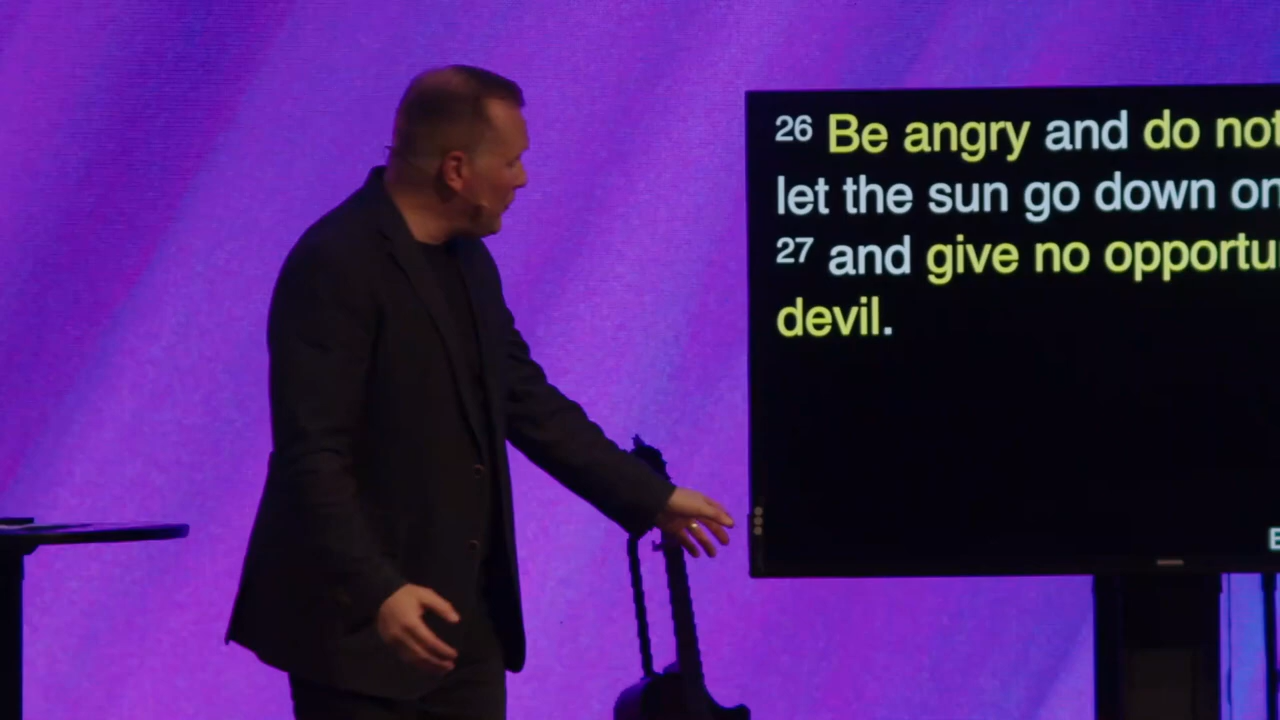 26 Be angry and do not
let the sun go down on
27 and give no opportu
devil.
E